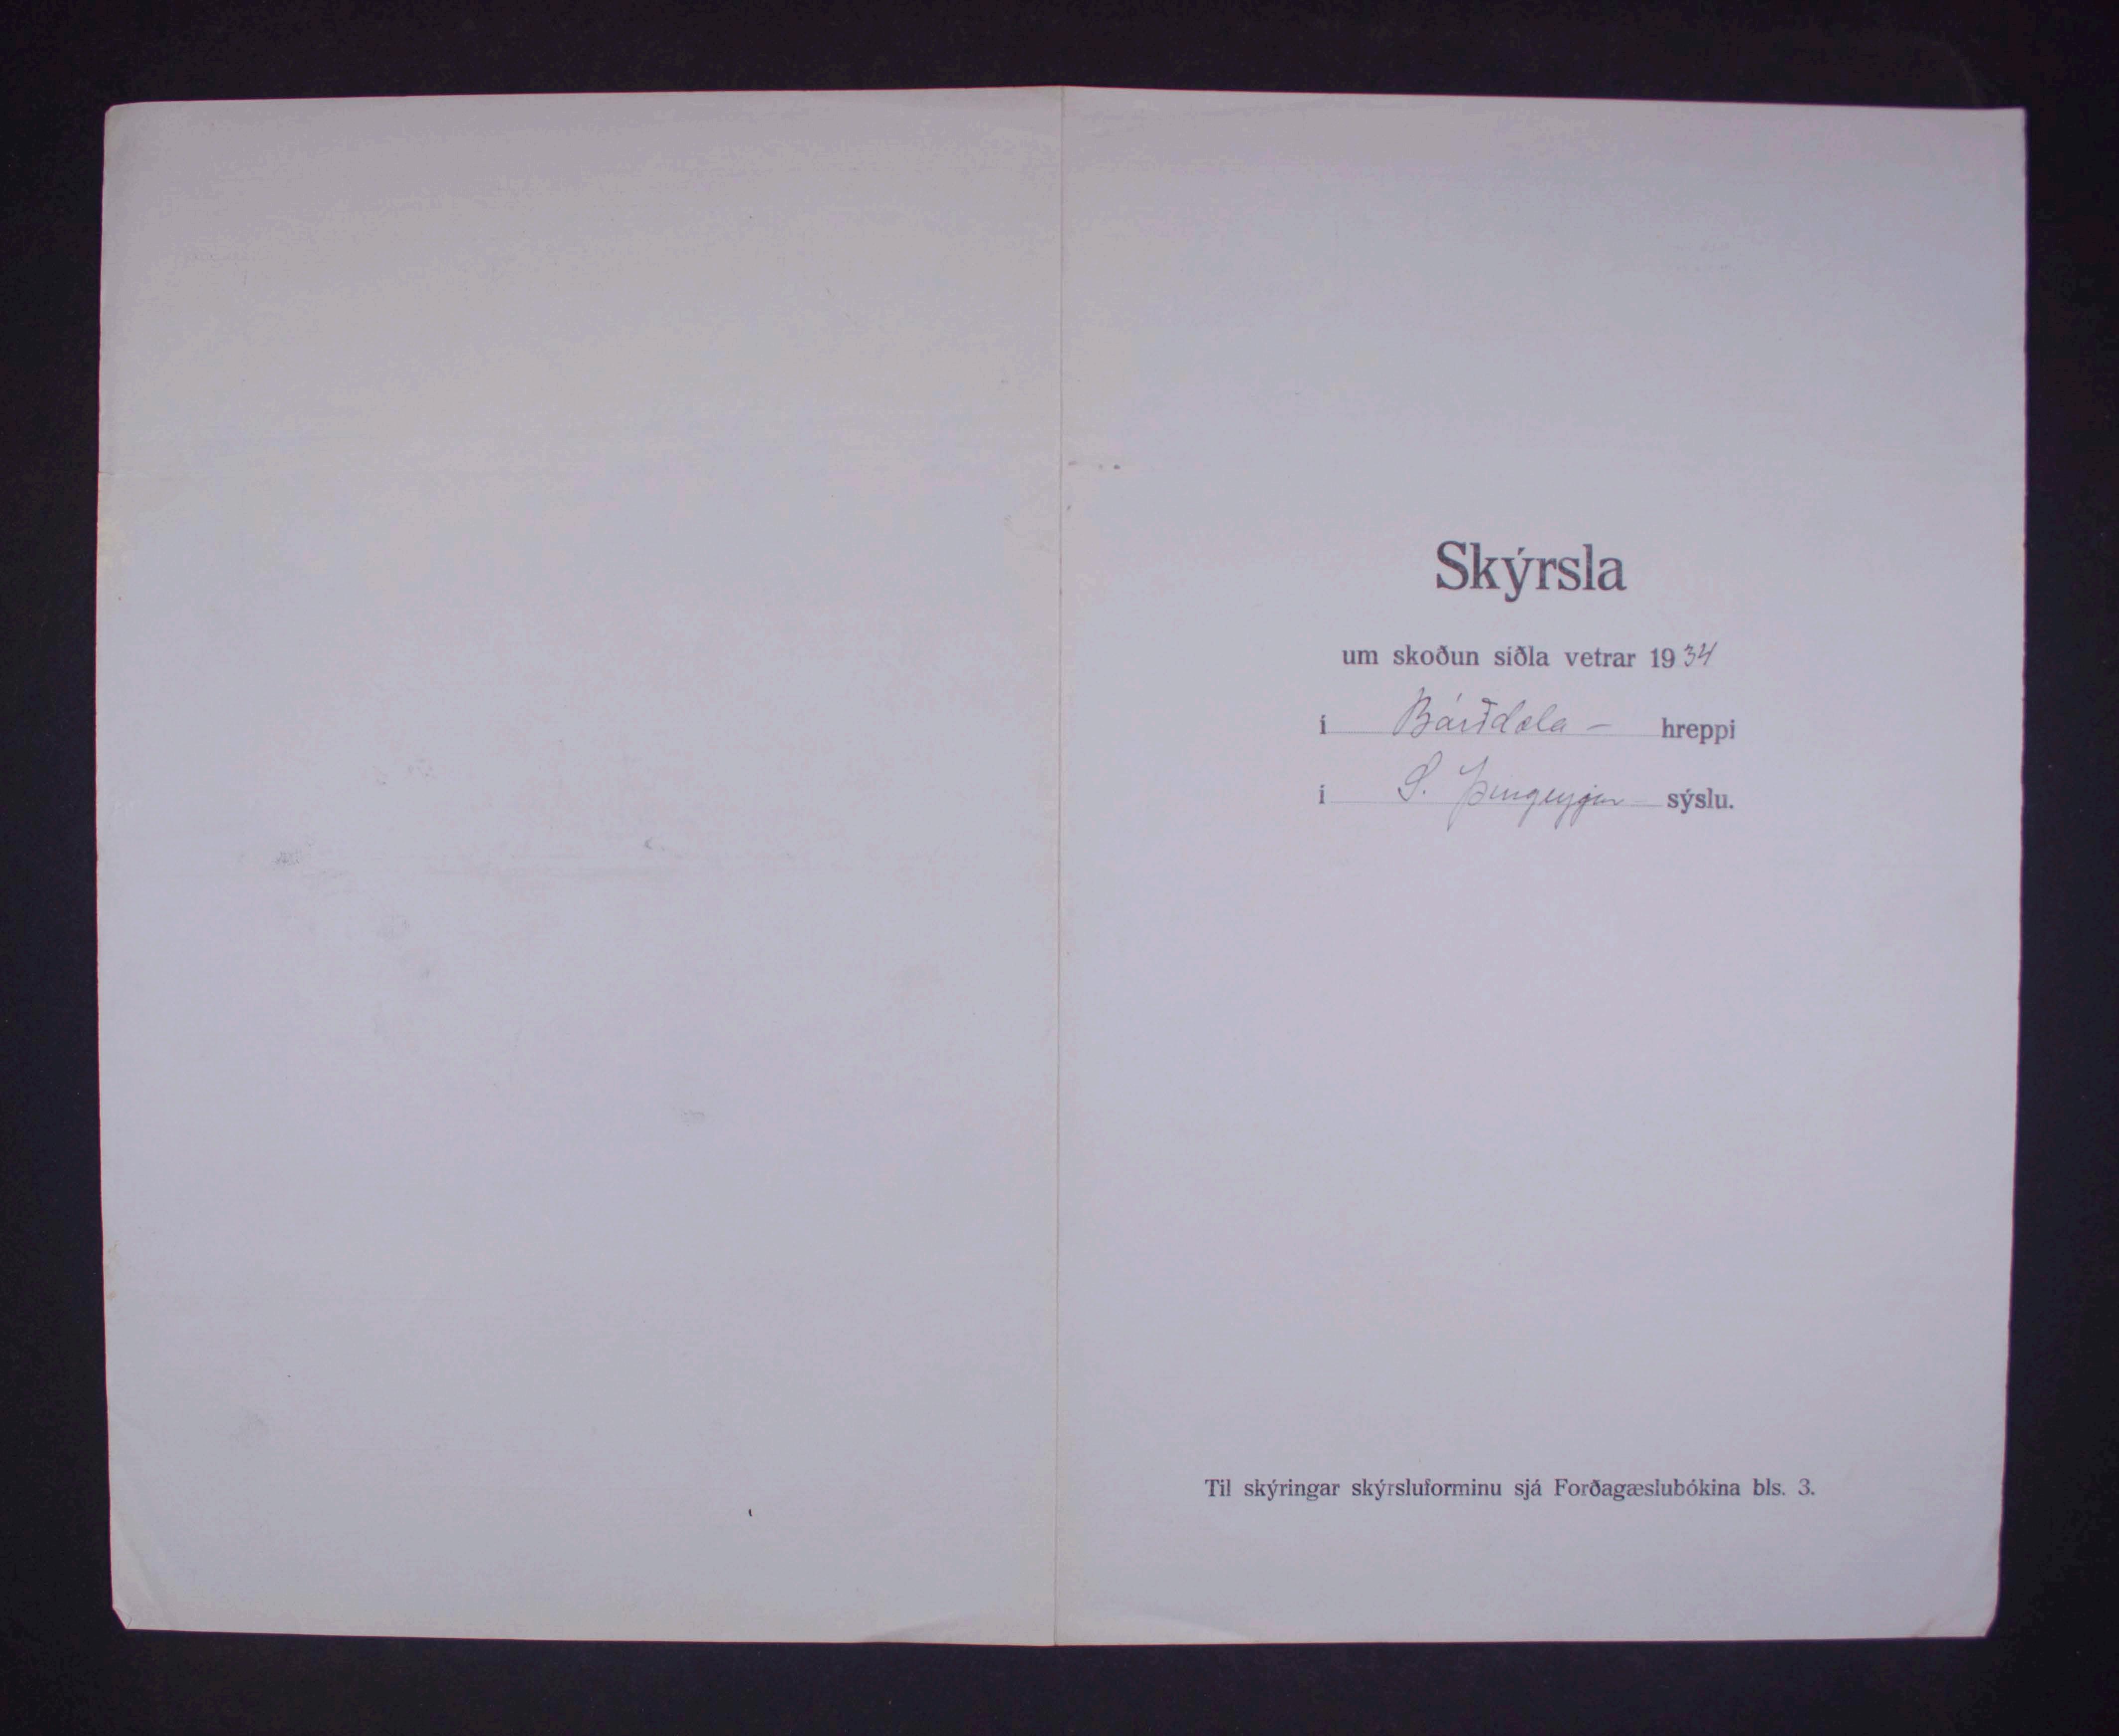 Skýrsla
um skoðun síðla vetrar 1934
í Bárðdæla - hreppi
í S. Þingeyjar - sýslu.
Til skýringar skýrsluforminu sjá Forðagæslubókina bls. 3.